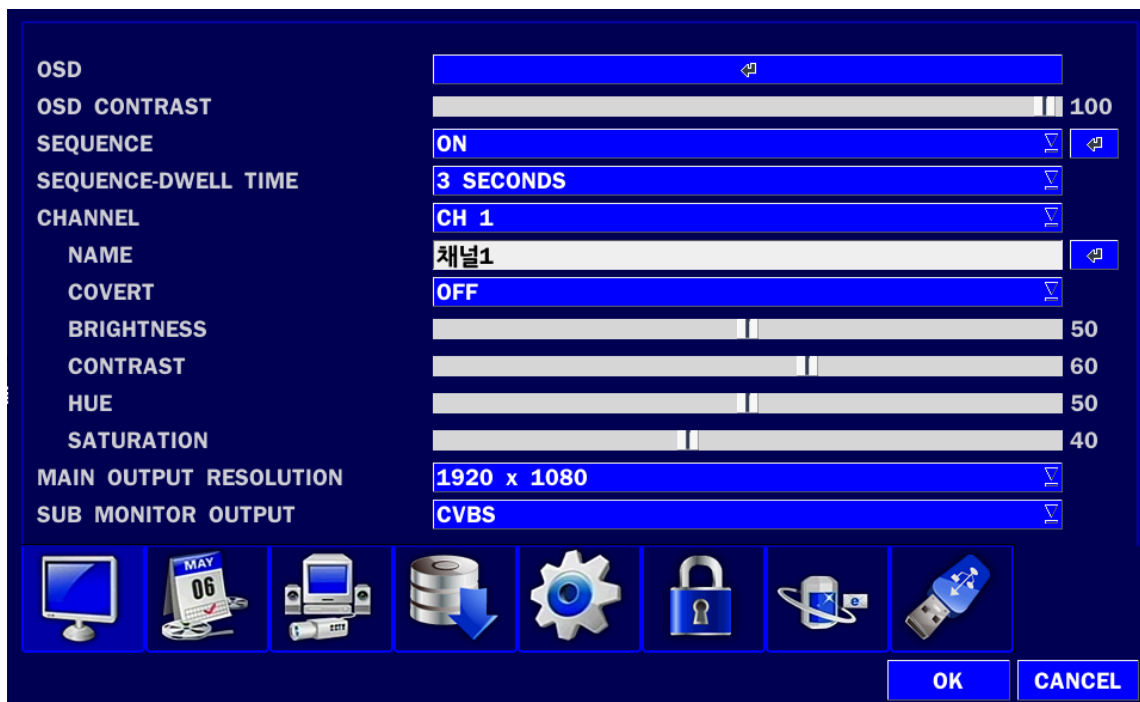 OSD
OSD CONTRAST 100
SEQUENCE ON
SEQUENCE-DWELL TIME 3 SECONDS
CHANNEL CH 1
NAME 채널1
COVERT OFF
BRIGHTNESS 50
CONTRAST 60
HUE 50
SATURATION 40
MAIN OUTPUT RESOLUTION 1920 x 1080
SUB MONITOR OUTPUT CVBS
MAY
06
OK CANCEL